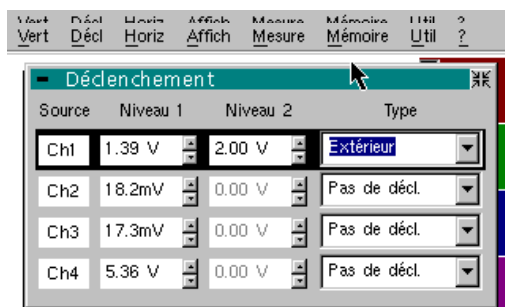 Vert Décl Horiz Affich Mesure Mémoire Util ?
Vert Décl Horiz Affich Mesure Mémoire Util ?
Déclenchement
Source Niveau 1 Niveau 2 Type
Ch1 1.39 V 2.00 V Extérieur
Ch2 18.2mV 0.00 V Pas de décl.
Ch3 17.3mV 0.00 V Pas de décl.
Ch4 5.36 V 0.00 V Pas de décl.